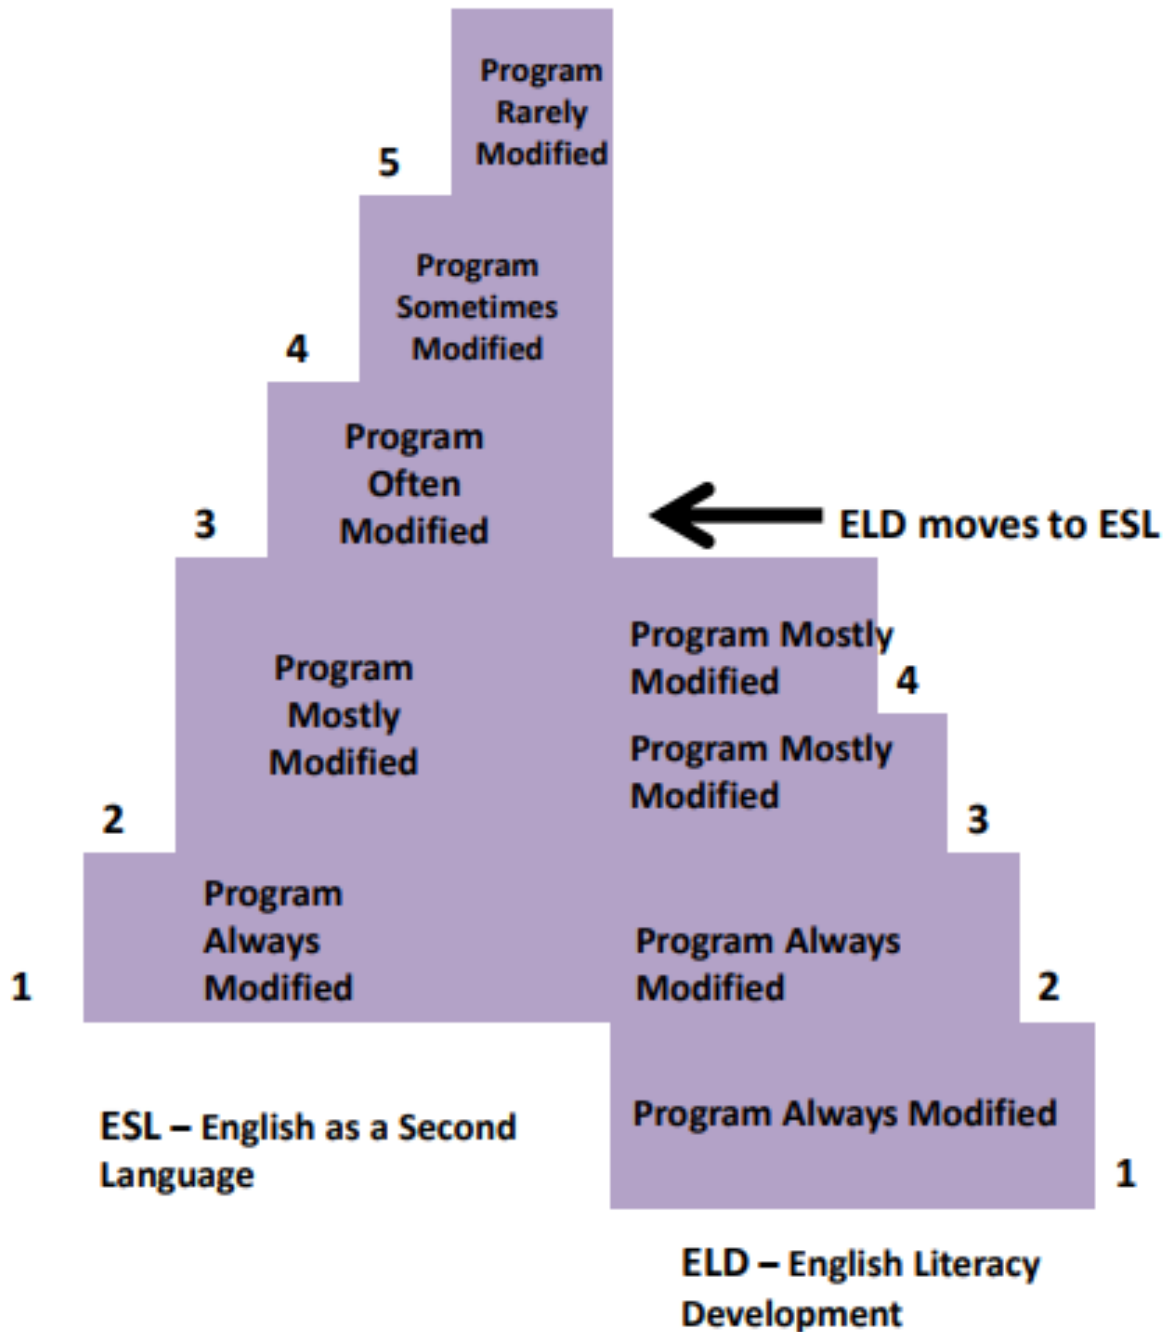 Program
Rarely
Modified
5
Program
Sometimes
Modified
4
Program
Often
Modified
3
ELD moves to ESL
Program
Mostly
Modified
2
Program Mostly
Modified
4
Program Mostly
Modified
3
Program
Always
Modified
1
Program Always
Modified
2
ESL – English as a Second
Language
Program Always Modified
1
ELD – English Literacy
Development